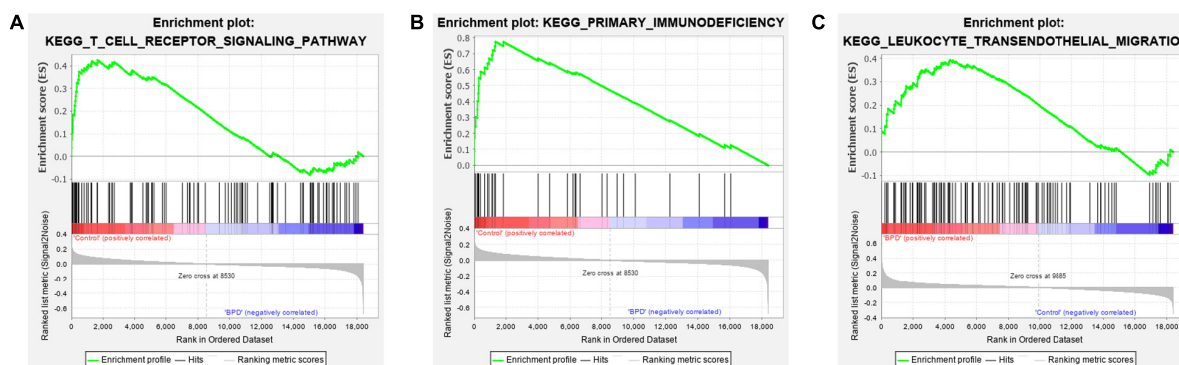 A
Enrichment plot:
KEGG_T_CELL_RECEPTOR_SIGNALING_PATHWAY
Enrichment score (ES)
0.4
0.3
0.2
0.1
0.0
-0.1
'Control' (positively correlated)
Ranked list metric (Signal2Noise)
0.4
0.2
0.0
-0.2
-0.4
-0.6
Zero cross at 8530
'BPD' (negatively correlated)
0 2,000 4,000 6,000 8,000 10,000 12,000 14,000 16,000 18,000
Rank in Ordered Dataset
Enrichment profile Hits Ranking metric scores
B
Enrichment plot: KEGG_PRIMARY_IMMUNODEFICIENCY
Enrichment score (ES)
0.8
0.7
0.6
0.5
0.4
0.3
0.2
0.1
0.0
'Control' (positively correlated)
Ranked list metric (Signal2Noise)
0.4
0.2
0.0
-0.2
-0.4
-0.6
Zero cross at 8530
'BPD' (negatively correlated)
0 2,000 4,000 6,000 8,000 10,000 12,000 14,000 16,000 18,000
Rank in Ordered Dataset
Enrichment profile Hits Ranking metric scores
C
Enrichment plot:
KEGG_LEUKOCYTE_TRANSENDOTHELIAL_MIGRATIO
Enrichment score (ES)
0.4
0.3
0.2
0.1
0.0
-0.1
'BPD' (positively correlated)
Ranked list metric (Signal2Noise)
0.6
0.4
0.2
0.0
-0.2
-0.4
Zero cross at 9885
'Control' (negatively correlated)
0 2,000 4,000 6,000 8,000 10,000 12,000 14,000 16,000 18,000
Rank in Ordered Dataset
Enrichment profile Hits Ranking metric scores